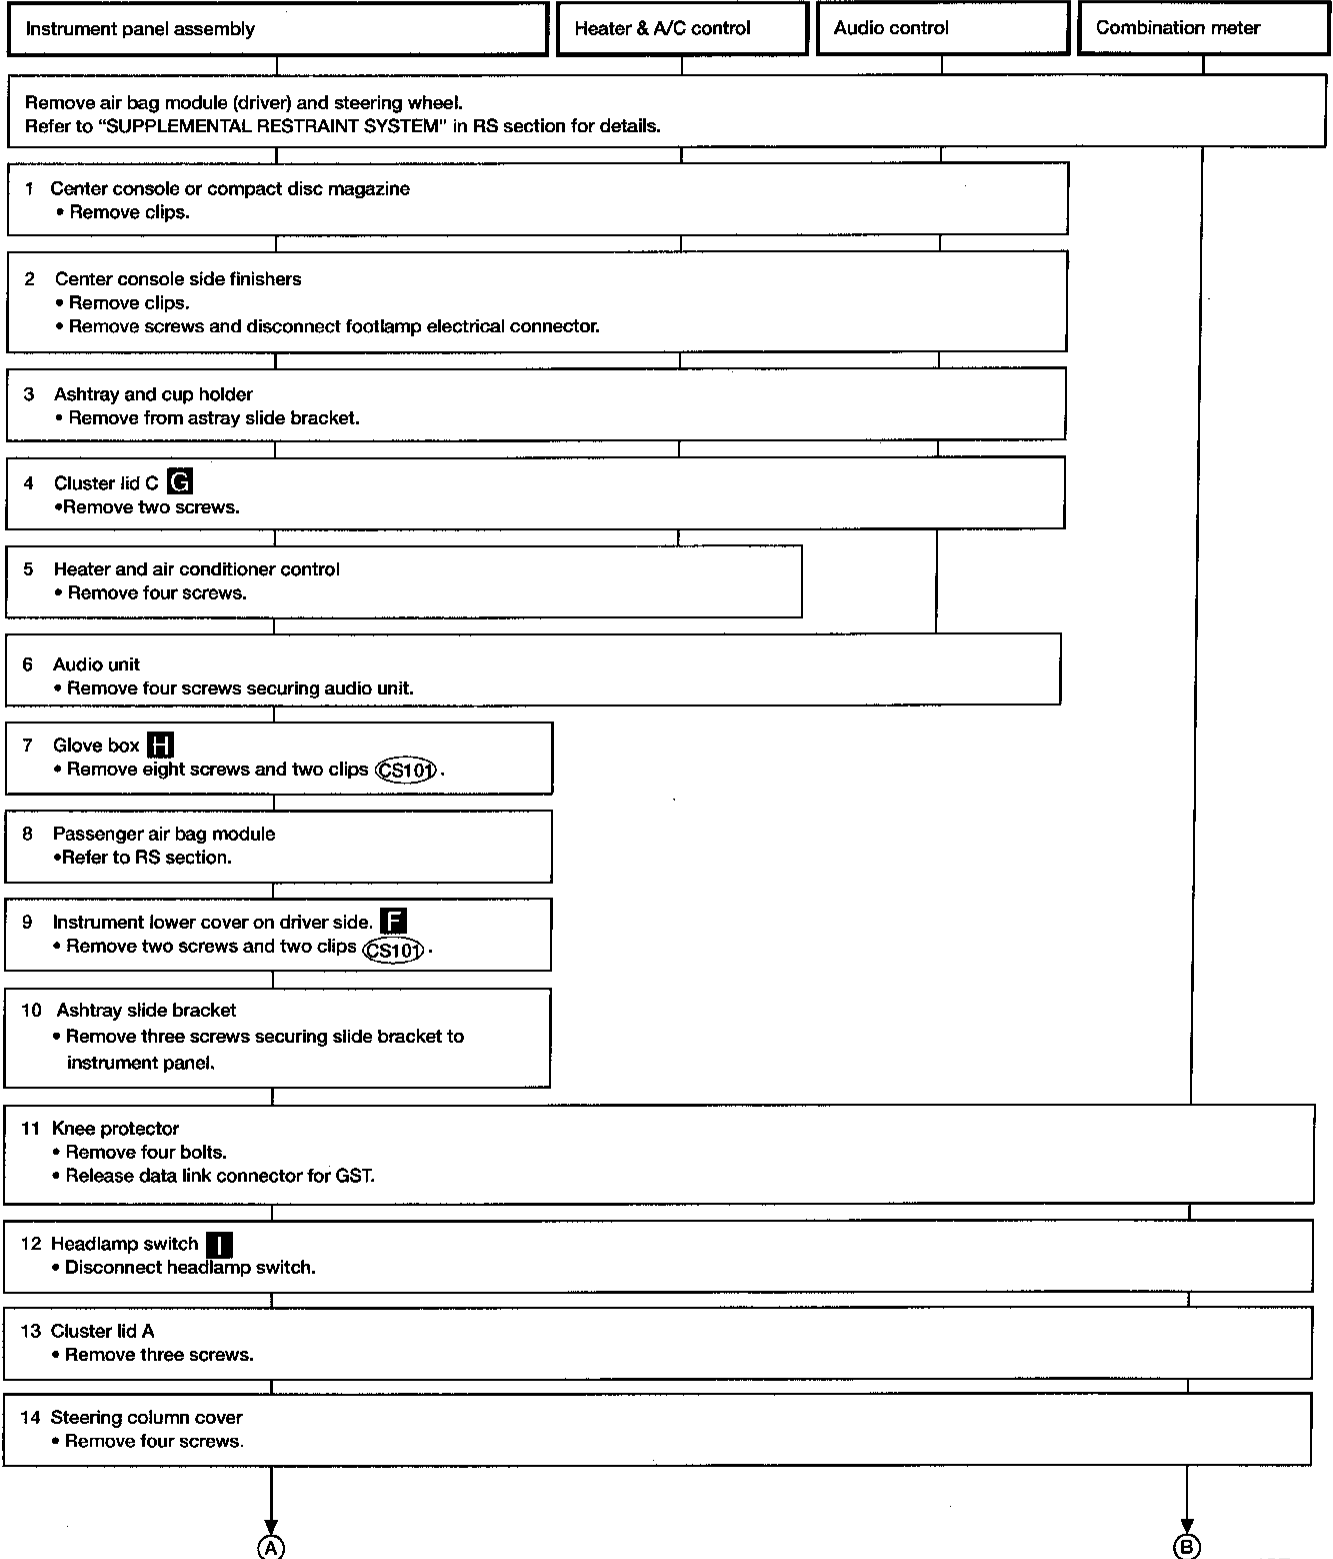 Instrument panel assembly
Heater & A/C control
Audio control
Combination meter
Remove air bag module (driver) and steering wheel.
Refer to “SUPPLEMENTAL RESTRAINT SYSTEM” in RS section for details.
1 Center console or compact disc magazine
• Remove clips.
2 Center console side finishers
• Remove clips.
• Remove screws and disconnect footlamp electrical connector.
3 Ashtray and cup holder
• Remove from astray slide bracket.
4 Cluster lid C G
•Remove two screws.
5 Heater and air conditioner control
• Remove four screws.
6 Audio unit
• Remove four screws securing audio unit.
7 Glove box H
• Remove eight screws and two clips CS101.
8 Passenger air bag module
•Refer to RS section.
9 Instrument lower cover on driver side. F
• Remove two screws and two clips CS101.
10 Ashtray slide bracket
• Remove three screws securing slide bracket to
instrument panel.
11 Knee protector
• Remove four bolts.
• Release data link connector for GST.
12 Headlamp switch I
• Disconnect headlamp switch.
13 Cluster lid A
• Remove three screws.
14 Steering column cover
• Remove four screws.
A
B